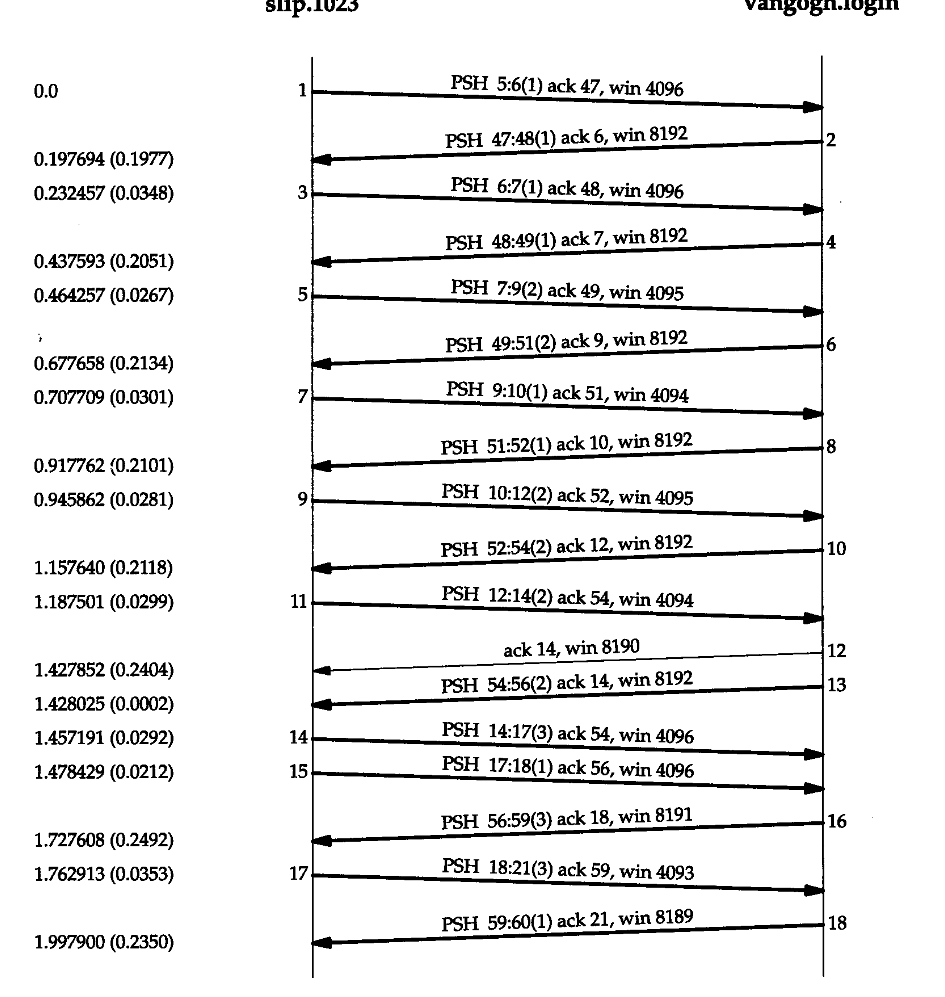 slip.1023 vangogh.login
0.0 1 PSH 5:6(1) ack 47, win 4096
PSH 47:48(1) ack 6, win 8192 2
0.197694 (0.1977)
0.232457 (0.0348) 3 PSH 6:7(1) ack 48, win 4096
PSH 48:49(1) ack 7, win 8192 4
0.437593 (0.2051)
0.464257 (0.0267) 5 PSH 7:9(2) ack 49, win 4095
PSH 49:51(2) ack 9, win 8192 6
0.677658 (0.2134)
0.707709 (0.0301) 7 PSH 9:10(1) ack 51, win 4094
PSH 51:52(1) ack 10, win 8192 8
0.917762 (0.2101)
0.945862 (0.0281) 9 PSH 10:12(2) ack 52, win 4095
PSH 52:54(2) ack 12, win 8192 10
1.157640 (0.2118)
1.187501 (0.0299) 11 PSH 12:14(2) ack 54, win 4094
ack 14, win 8190 12
1.427852 (0.2404)
PSH 54:56(2) ack 14, win 8192 13
1.428025 (0.0002)
1.457191 (0.0292) 14 PSH 14:17(3) ack 54, win 4096
1.478429 (0.0212) 15 PSH 17:18(1) ack 56, win 4096
PSH 56:59(3) ack 18, win 8191 16
1.727608 (0.2492)
1.762913 (0.0353) 17 PSH 18:21(3) ack 59, win 4093
PSH 59:60(1) ack 21, win 8189 18
1.997900 (0.2350)